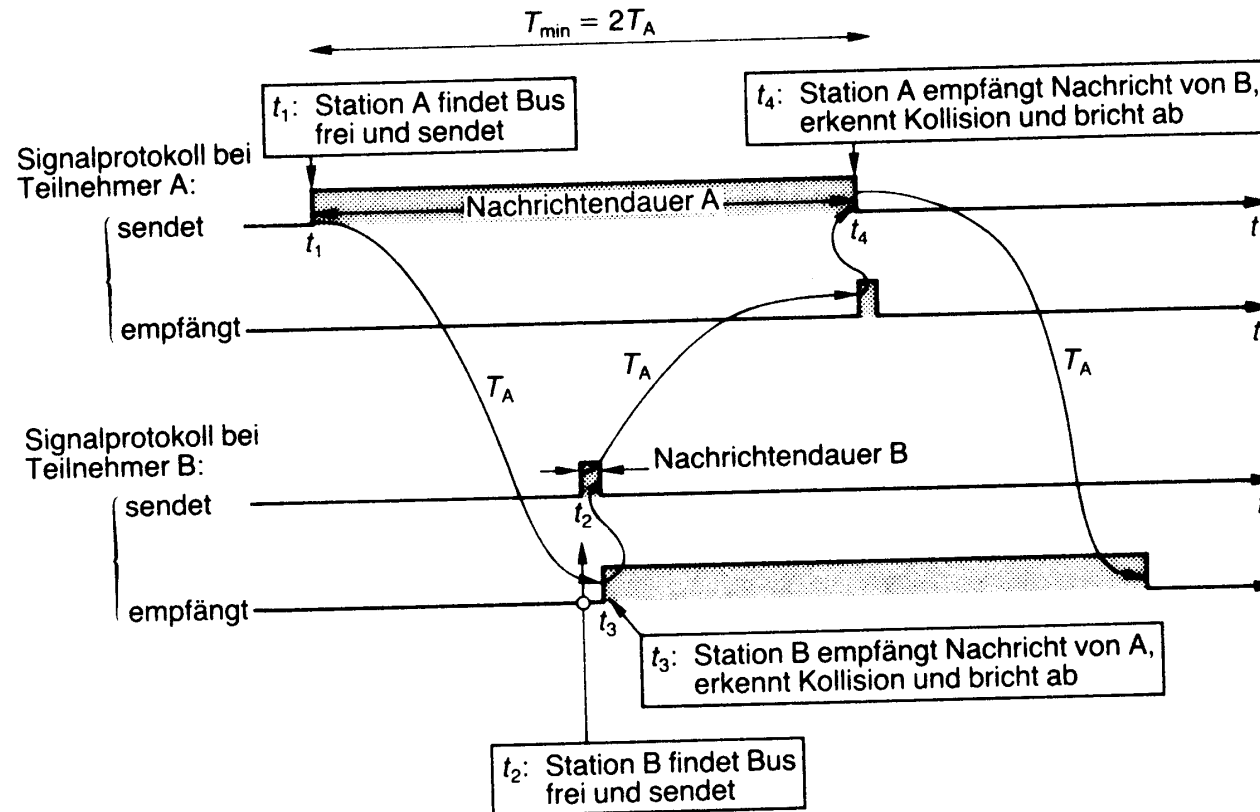 T_min = 2T_A
t_1: Station A findet Bus
frei und sendet
t_4: Station A empfängt Nachricht von B,
erkennt Kollision und bricht ab
Signalprotokoll bei
Teilnehmer A:
sendet
Nachrichtendauer A
t_1
t_4
t
empfängt
t
T_A
T_A
T_A
Signalprotokoll bei
Teilnehmer B:
Nachrichtendauer B
sendet
t_2
empfängt
t_3
t_3: Station B empfängt Nachricht von A,
erkennt Kollision und bricht ab
t_2: Station B findet Bus
frei und sendet